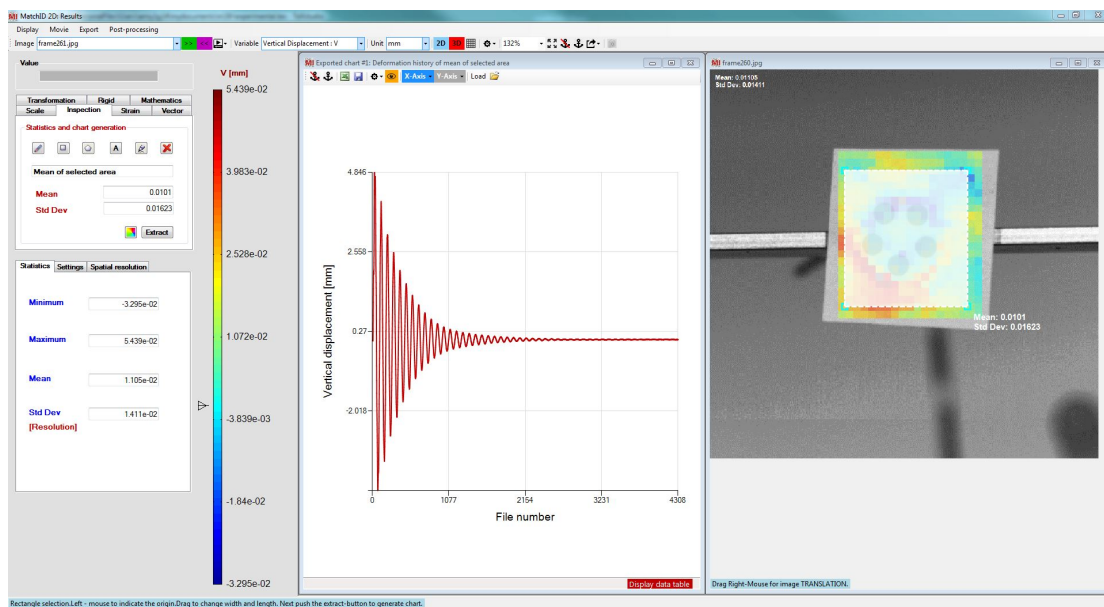 MatchID 2D: Results
Display Movie Export Post-processing
Image frame261.jpg >> << Variable Vertical Displacement : V Unit mm 2D 3D 132%
Value
Transformation Rigid Mathematics
Scale Inspection Strain Vector
Statistics and chart generation
A
Mean of selected area
Mean 0.0101
Std Dev 0.01623
Extract
Statistics Settings Spatial resolution
Minimum -3.295e-02
Maximum 5.439e-02
Mean 1.105e-02
Std Dev 1.411e-02
[Resolution]
V [mm]
5.439e-02
3.983e-02
2.528e-02
1.072e-02
-3.839e-03
-1.84e-02
-3.295e-02
Exported chart #1: Deformation history of mean of selected area
X-Axis Y-Axis Load
Vertical displacement [mm]
4.846
2.558
0.27
-2.018
0 1077 2154 3231 4308
File number
Display data table
frame260.jpg
Mean: 0.01105
Std Dev: 0.01411
Mean: 0.0101
Std Dev: 0.01623
Drag Right-Mouse for image TRANSLATION.
Rectangle selection.Left - mouse to indicate the origin.Drag to change width and length. Next push the extract-button to generate chart.